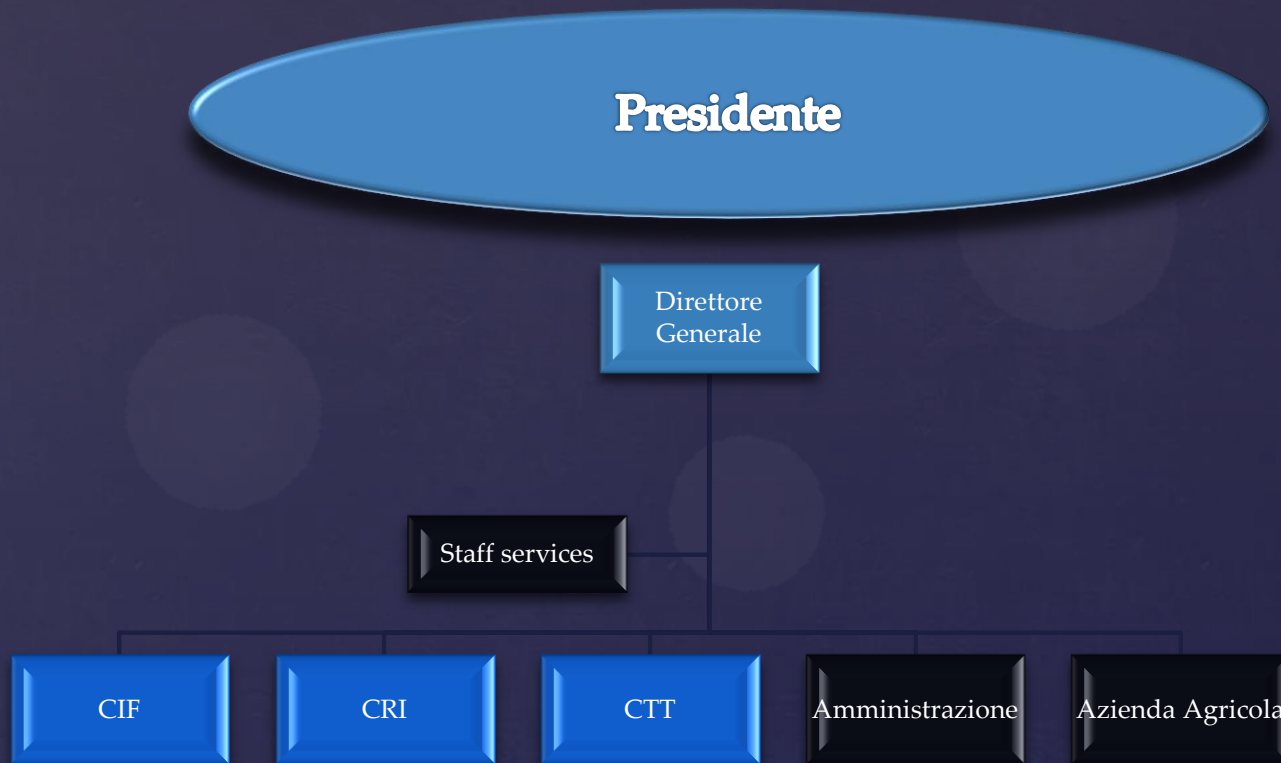 Presidente
Direttore
Generale
Staff services
CIF
CRI
CTT
Amministrazione
Azienda Agricola